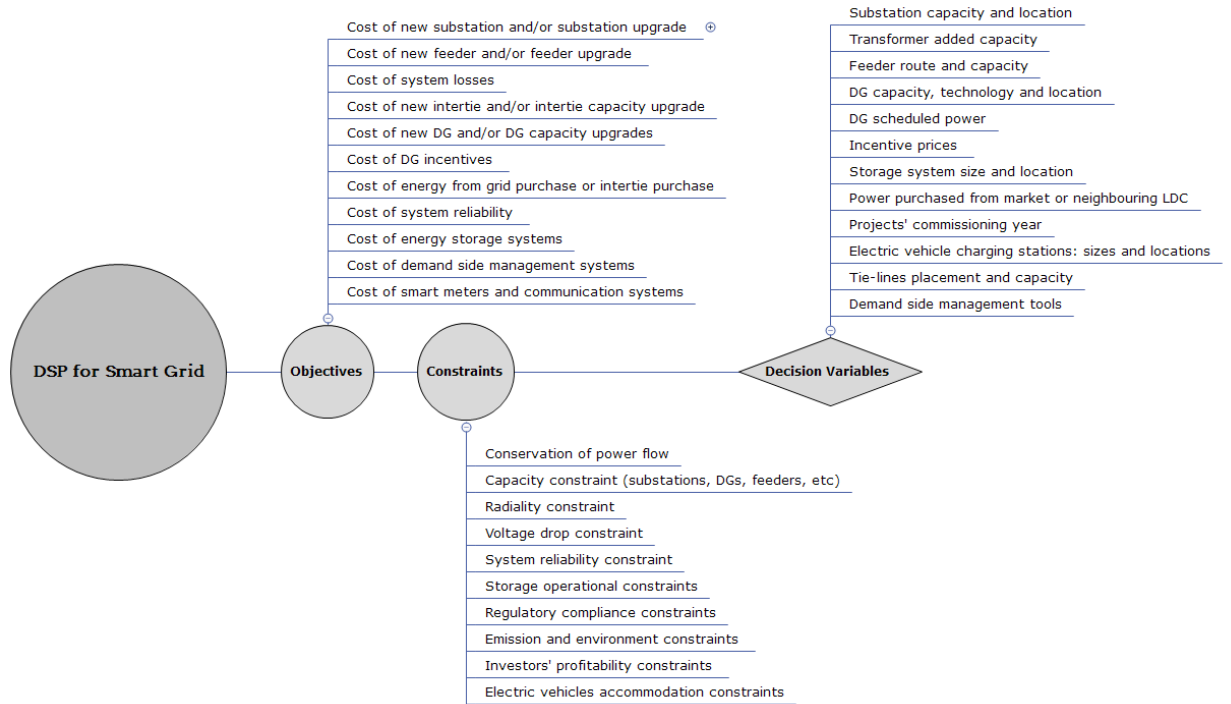 Cost of new substation and/or substation upgrade
Cost of new feeder and/or feeder upgrade
Cost of system losses
Cost of new intertie and/or intertie capacity upgrade
Cost of new DG and/or DG capacity upgrades
Cost of DG incentives
Cost of energy from grid purchase or intertie purchase
Cost of system reliability
Cost of energy storage systems
Cost of demand side management systems
Cost of smart meters and communication systems
Substation capacity and location
Transformer added capacity
Feeder route and capacity
DG capacity, technology and location
DG scheduled power
Incentive prices
Storage system size and location
Power purchased from market or neighbouring LDC
Projects' commissioning year
Electric vehicle charging stations: sizes and locations
Tie-lines placement and capacity
Demand side management tools
DSP for Smart Grid
Objectives
Constraints
Decision Variables
Conservation of power flow
Capacity constraint (substations, DGs, feeders, etc)
Radiality constraint
Voltage drop constraint
System reliability constraint
Storage operational constraints
Regulatory compliance constraints
Emission and environment constraints
Investors' profitability constraints
Electric vehicles accommodation constraints